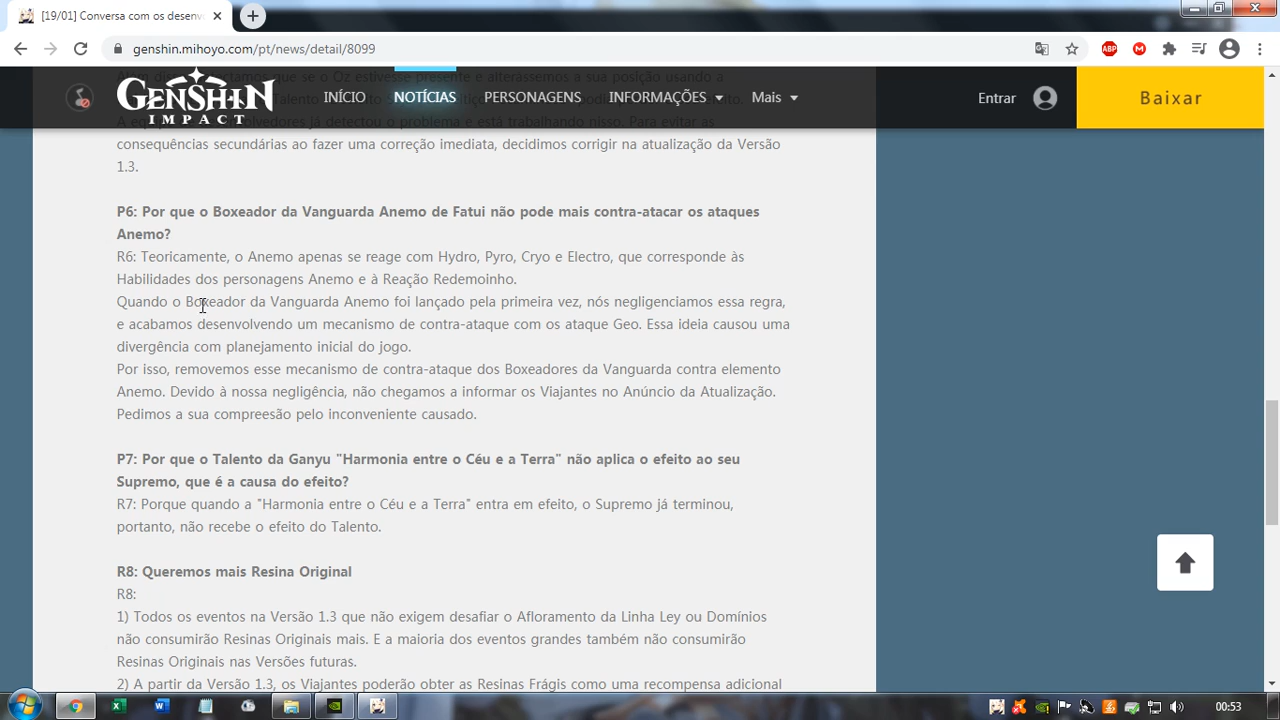 [19/01] Conversa com os desenv
genshin.mihoyo.com/pt/news/detail/8099
ABP
M
GENSHIN
IMPACT
INÍCIO
NOTÍCIAS
PERSONAGENS
INFORMAÇÕES
Mais
Entrar
Baixar
que se o Oz estivesse presente e alterássemos a sua posição usando a
A equipe de desenvolvedores já detectou o problema e está trabalhando nisso. Para evitar as
consequências secundárias ao fazer uma correção imediata, decidimos corrigir na atualização da Versão
1.3.
P6: Por que o Boxeador da Vanguarda Anemo de Fatui não pode mais contra-atacar os ataques
Anemo?
R6: Teoricamente, o Anemo apenas se reage com Hydro, Pyro, Cryo e Electro, que corresponde às
Habilidades dos personagens Anemo e à Reação Redemoinho.
Quando o Boxeador da Vanguarda Anemo foi lançado pela primeira vez, nós negligenciamos essa regra,
e acabamos desenvolvendo um mecanismo de contra-ataque com os ataque Geo. Essa ideia causou uma
divergência com planejamento inicial do jogo.
Por isso, removemos esse mecanismo de contra-ataque dos Boxeadores da Vanguarda contra elemento
Anemo. Devido à nossa negligência, não chegamos a informar os Viajantes no Anúncio da Atualização.
Pedimos a sua compreesão pelo inconveniente causado.
P7: Por que o Talento da Ganyu "Harmonia entre o Céu e a Terra" não aplica o efeito ao seu
Supremo, que é a causa do efeito?
R7: Porque quando a "Harmonia entre o Céu e a Terra" entra em efeito, o Supremo já terminou,
portanto, não recebe o efeito do Talento.
R8: Queremos mais Resina Original
R8:
1) Todos os eventos na Versão 1.3 que não exigem desafiar o Afloramento da Linha Ley ou Domínios
não consumirão Resinas Originais mais. E a maioria dos eventos grandes também não consumirão
Resinas Originais nas Versões futuras.
2) A partir da Versão 1.3, os Viajantes poderão obter as Resinas Frágis como uma recompensa adicional
00:53